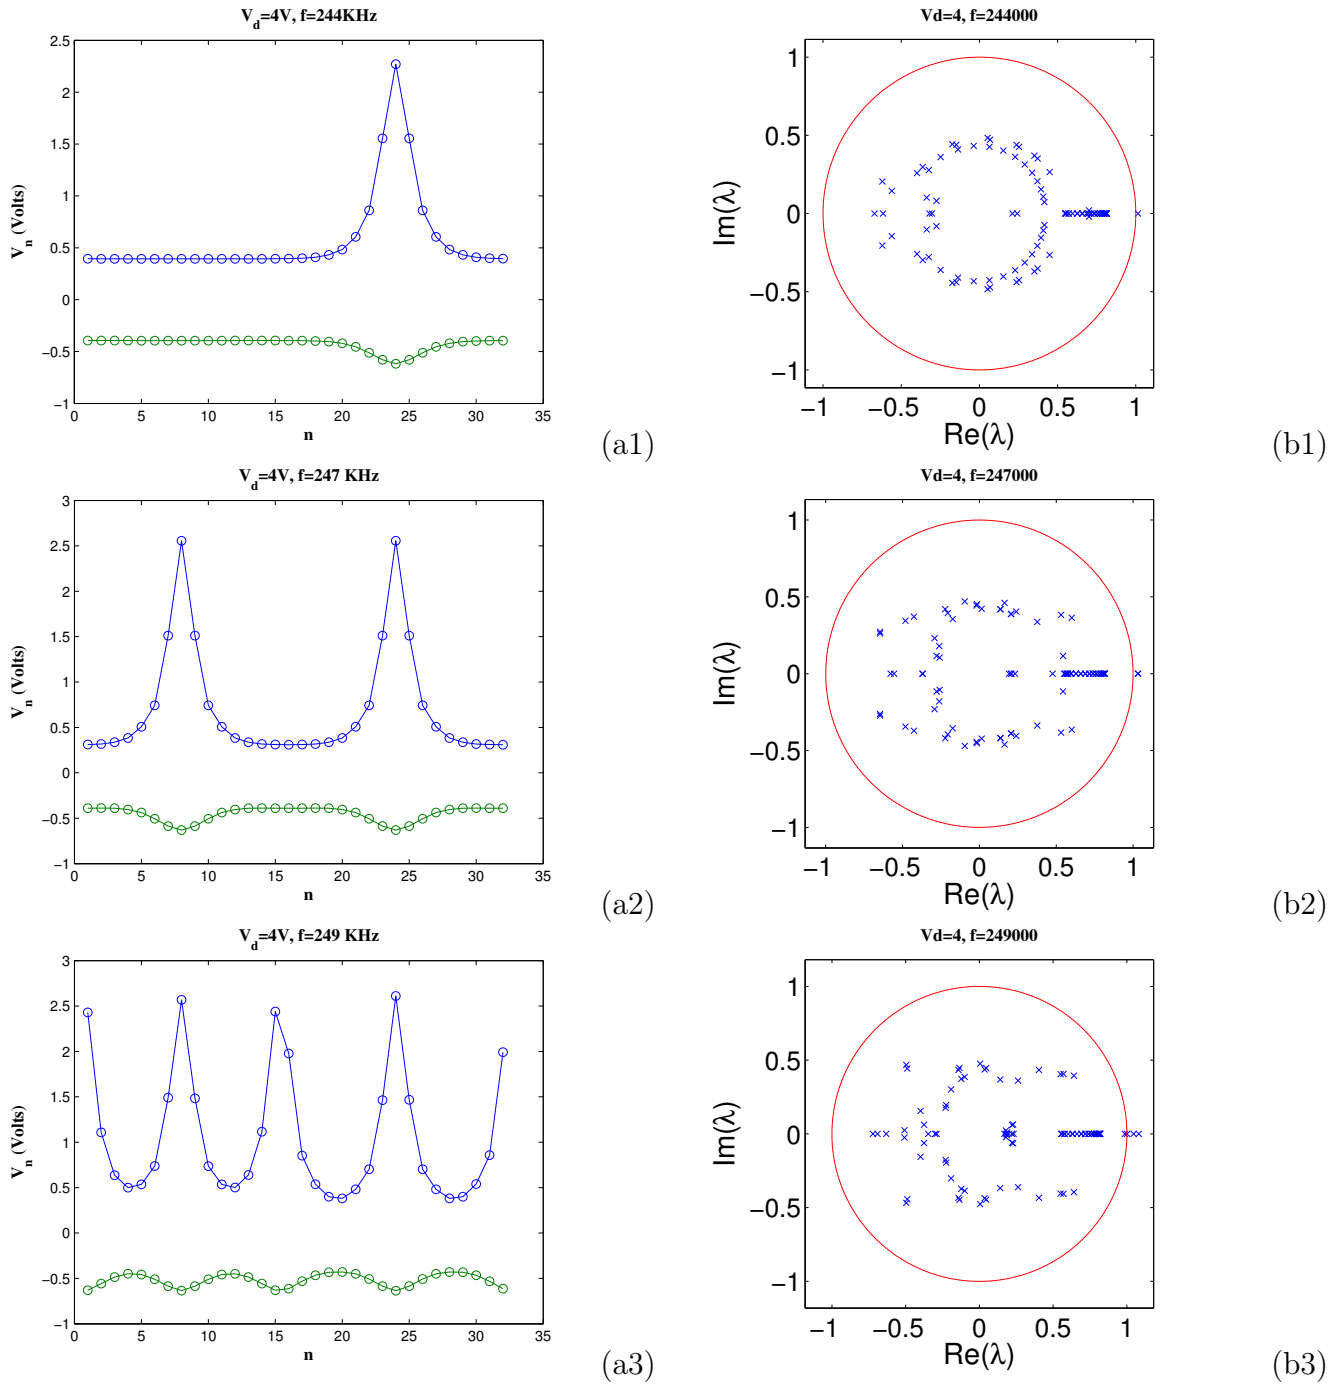 V_d=4V, f=244KHz
2.5
2
1.5
1
0.5
0
−0.5
−1
0 5 10 15 20 25 30 35
V_n (Volts)
n
(a1)
Vd=4, f=244000
1
0.5
0
−0.5
−1
−1 −0.5 0 0.5 1
Im(λ)
Re(λ)
(b1)
V_d=4V, f=247 KHz
3
2.5
2
1.5
1
0.5
0
−0.5
−1
0 5 10 15 20 25 30 35
V_n (Volts)
n
(a2)
Vd=4, f=247000
1
0.5
0
−0.5
−1
−1 −0.5 0 0.5 1
Im(λ)
Re(λ)
(b2)
V_d=4V, f=249 KHz
3
2.5
2
1.5
1
0.5
0
−0.5
−1
0 5 10 15 20 25 30 35
V_n (Volts)
n
(a3)
Vd=4, f=249000
1
0.5
0
−0.5
−1
−1 −0.5 0 0.5 1
Im(λ)
Re(λ)
(b3)